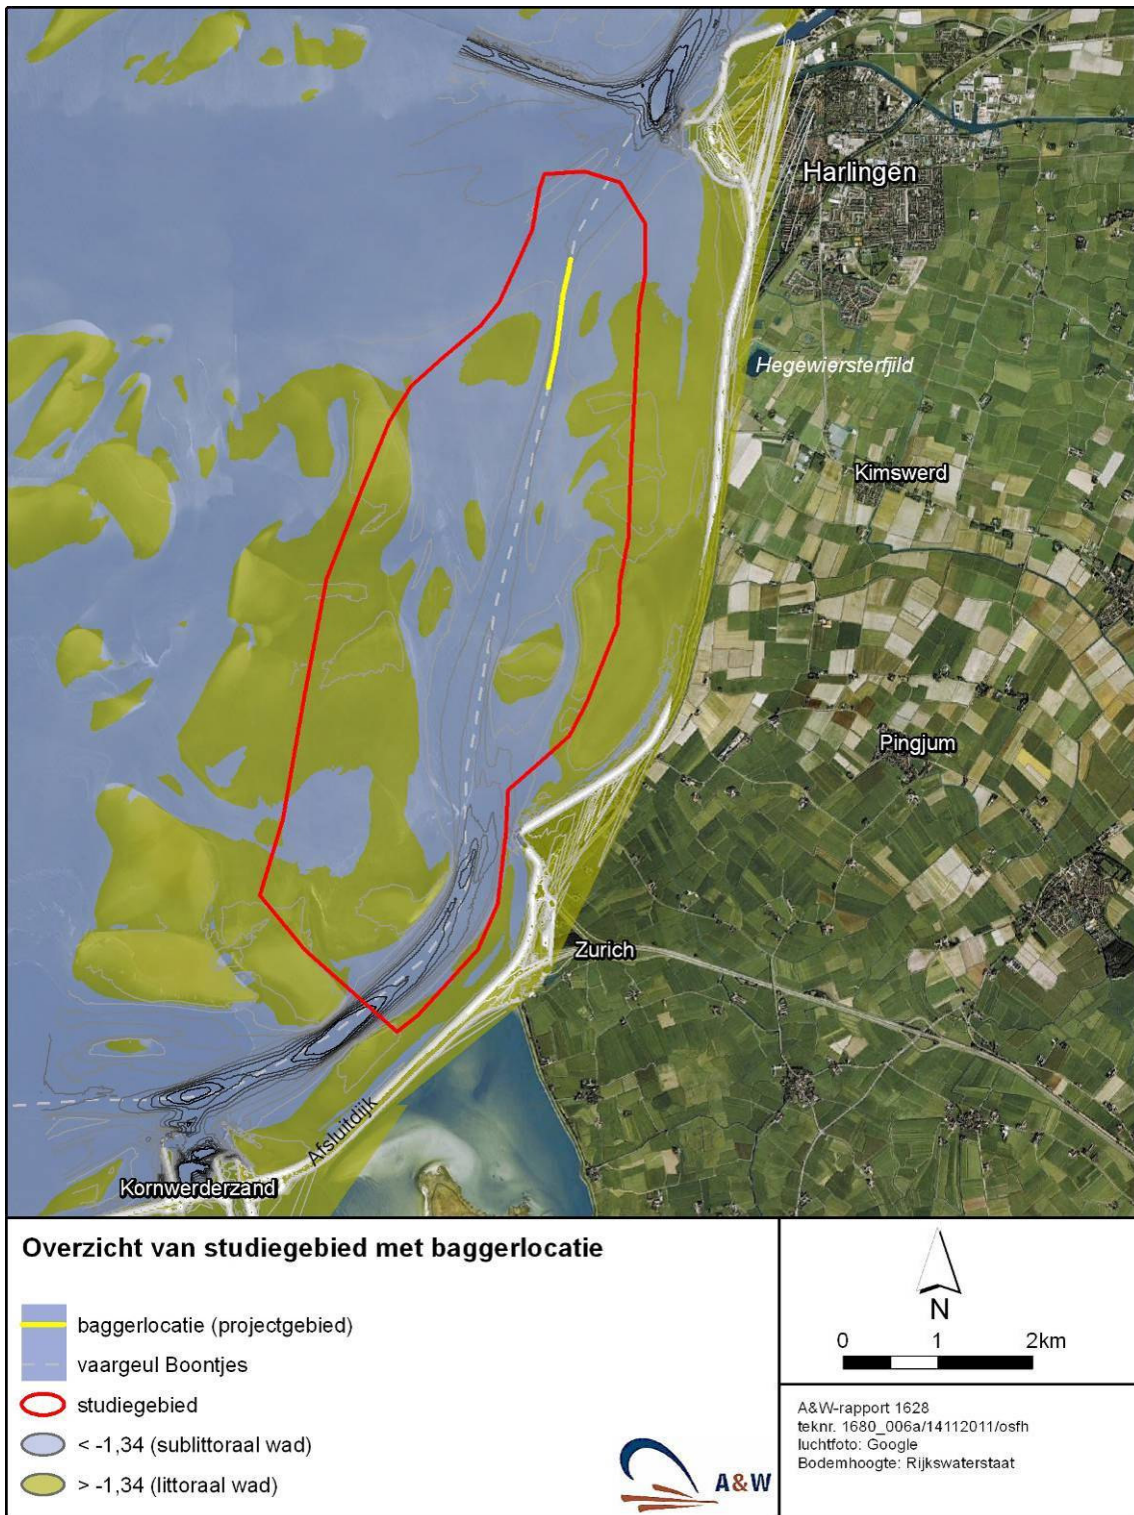 Harlingen
Hegewiersterfjild
Kimswerd
Pingjum
Zurich
Afsluitdijk
Kornwerderzand
Overzicht van studiegebied met baggerlocatie
baggerlocatie (projectgebied)
vaargeul Boontjes
studiegebied
< -1,34 (sublittoraal wad)
> -1,34 (littoraal wad)
A&W
N
0 1 2km
A&W-rapport 1628
teknr. 1680_006a/14112011/osfh
luchtfoto: Google
Bodemhoogte: Rijkswaterstaat